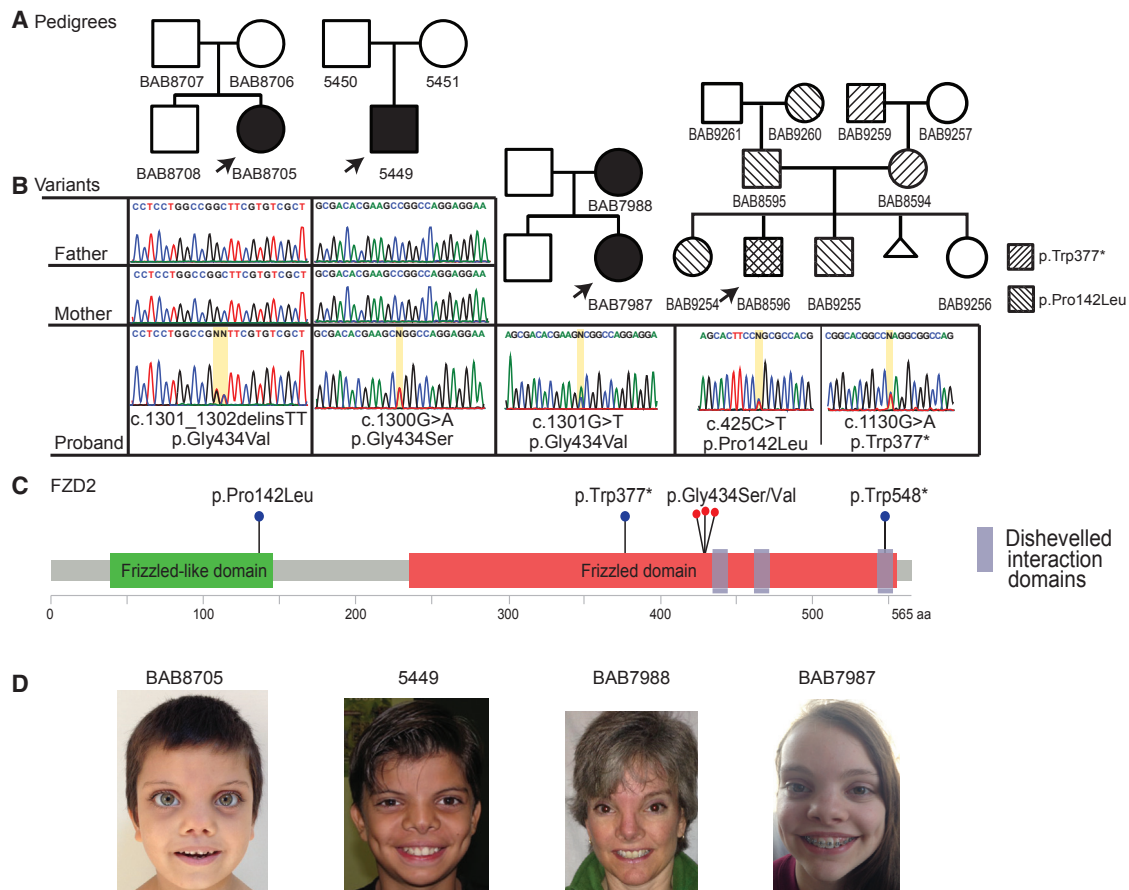 A Pedigrees
BAB8707
BAB8706
5450
5451
BAB8708
BAB8705
5449
BAB7988
BAB7987
BAB9261
BAB9260
BAB9259
BAB9257
BAB8595
BAB8594
BAB9254
BAB8596
BAB9255
BAB9256
p.Trp377*
p.Pro142Leu
B Variants
CCTCCTGGCCGGCTTCGTGTCGCT
GCGACACGAAGCCGGCCAGGAGGAA
Father
CCTCCTGGCCGGCTTCGTGTCGCT
GCGACACGAAGCCGGCCAGGAGGAA
Mother
CCTCCTGGCCGNNTTCGTGTCGCT
GCGACACGAAGCNGGCCAGGAGGAA
AGCGACACGAAGNCGGCCAGGAGGA
AGCACTTCCNGCGCCACG
CGGCACGGCCNAGGCGGCCAG
Proband
c.1301_1302delinsTT
p.Gly434Val
c.1300G>A
p.Gly434Ser
c.1301G>T
p.Gly434Val
c.425C>T
p.Pro142Leu
c.1130G>A
p.Trp377*
C FZD2
p.Pro142Leu
p.Trp377*
p.Gly434Ser/Val
p.Trp548*
Frizzled-like domain
Frizzled domain
Dishevelled
interaction
domains
0 100 200 300 400 500 565 aa
D
BAB8705
5449
BAB7988
BAB7987